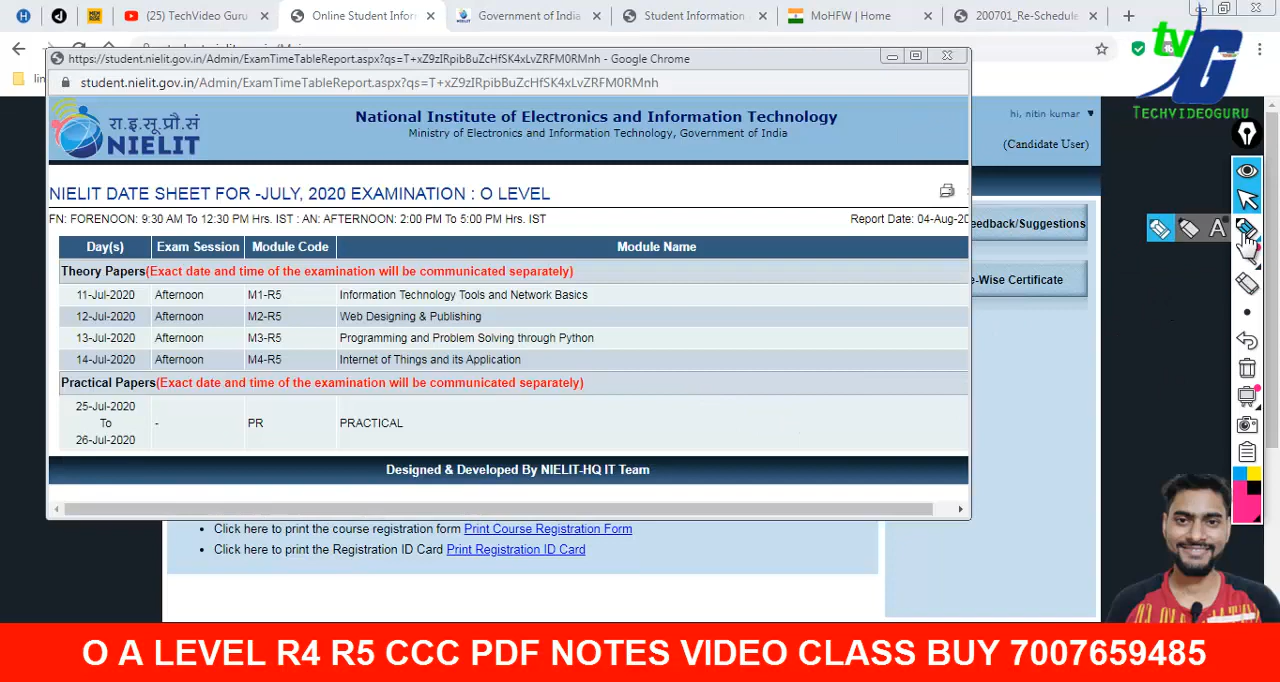 (25) TechVideo Guru
Online Student Infor
Government of India
Student Information
MoHFW | Home
200701_Re-Schedule
https://student.nielit.gov.in/Admin/ExamTimeTableReport.aspx?qs=T+xZ9zIRpibBuZcHfSK4xLvZRFM0RMnh - Google Chrome
student.nielit.gov.in/Admin/ExamTimeTableReport.aspx?qs=T+xZ9zIRpibBuZcHfSK4xLvZRFM0RMnh
TECHVIDEOGURU
रा.इ.सू.प्रौ.सं
NIELIT
National Institute of Electronics and Information Technology
Ministry of Electronics and Information Technology, Government of India
hi, nitin kumar
(Candidate User)
NIELIT DATE SHEET FOR -JULY, 2020 EXAMINATION : O LEVEL
FN: FORENOON: 9:30 AM To 12:30 PM Hrs. IST : AN: AFTERNOON: 2:00 PM To 5:00 PM Hrs. IST
Report Date: 04-Aug-20
eedback/Suggestions
Day(s) Exam Session Module Code Module Name
Theory Papers(Exact date and time of the examination will be communicated separately)
e-Wise Certificate
11-Jul-2020 Afternoon M1-R5 Information Technology Tools and Network Basics
12-Jul-2020 Afternoon M2-R5 Web Designing & Publishing
13-Jul-2020 Afternoon M3-R5 Programming and Problem Solving through Python
14-Jul-2020 Afternoon M4-R5 Internet of Things and its Application
Practical Papers(Exact date and time of the examination will be communicated separately)
25-Jul-2020
To - PR PRACTICAL
26-Jul-2020
Designed & Developed By NIELIT-HQ IT Team
Click here to print the course registration form Print Course Registration Form
Click here to print the Registration ID Card Print Registration ID Card
O A LEVEL R4 R5 CCC PDF NOTES VIDEO CLASS BUY 7007659485